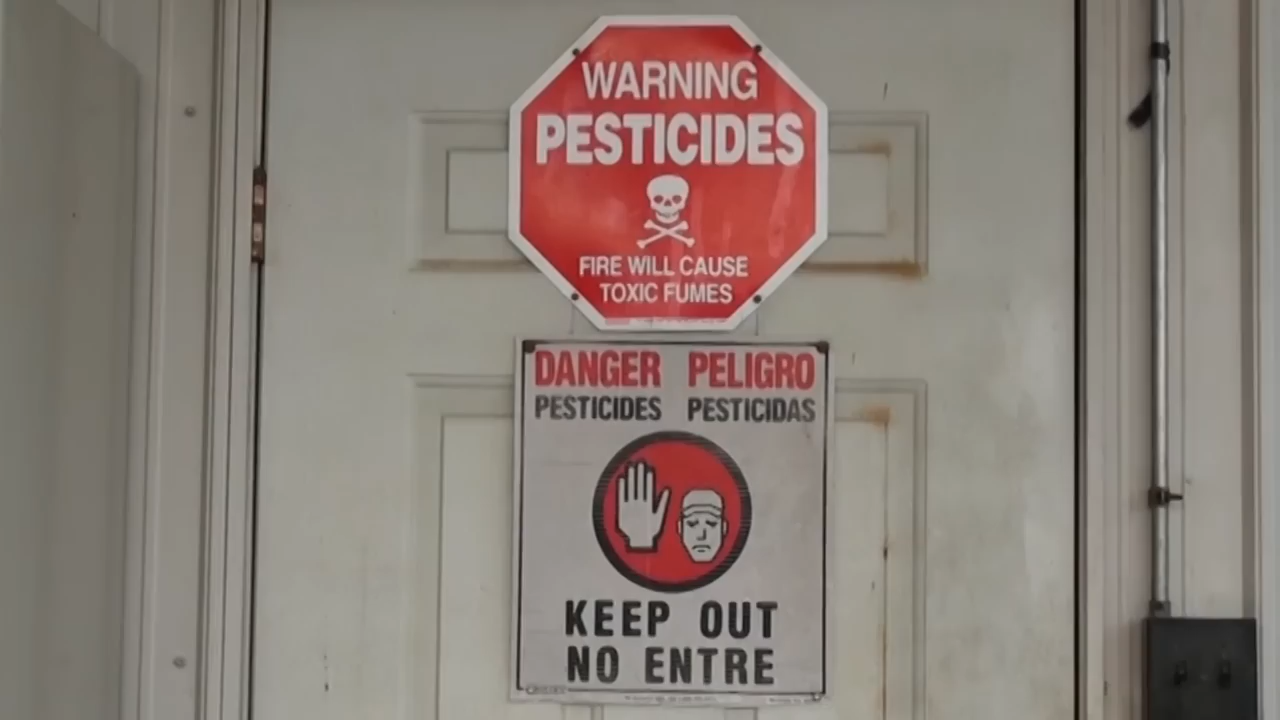 WARNING
PESTICIDES
FIRE WILL CAUSE
TOXIC FUMES
DANGER PELIGRO
PESTICIDES PESTICIDAS
KEEP OUT
NO ENTRE